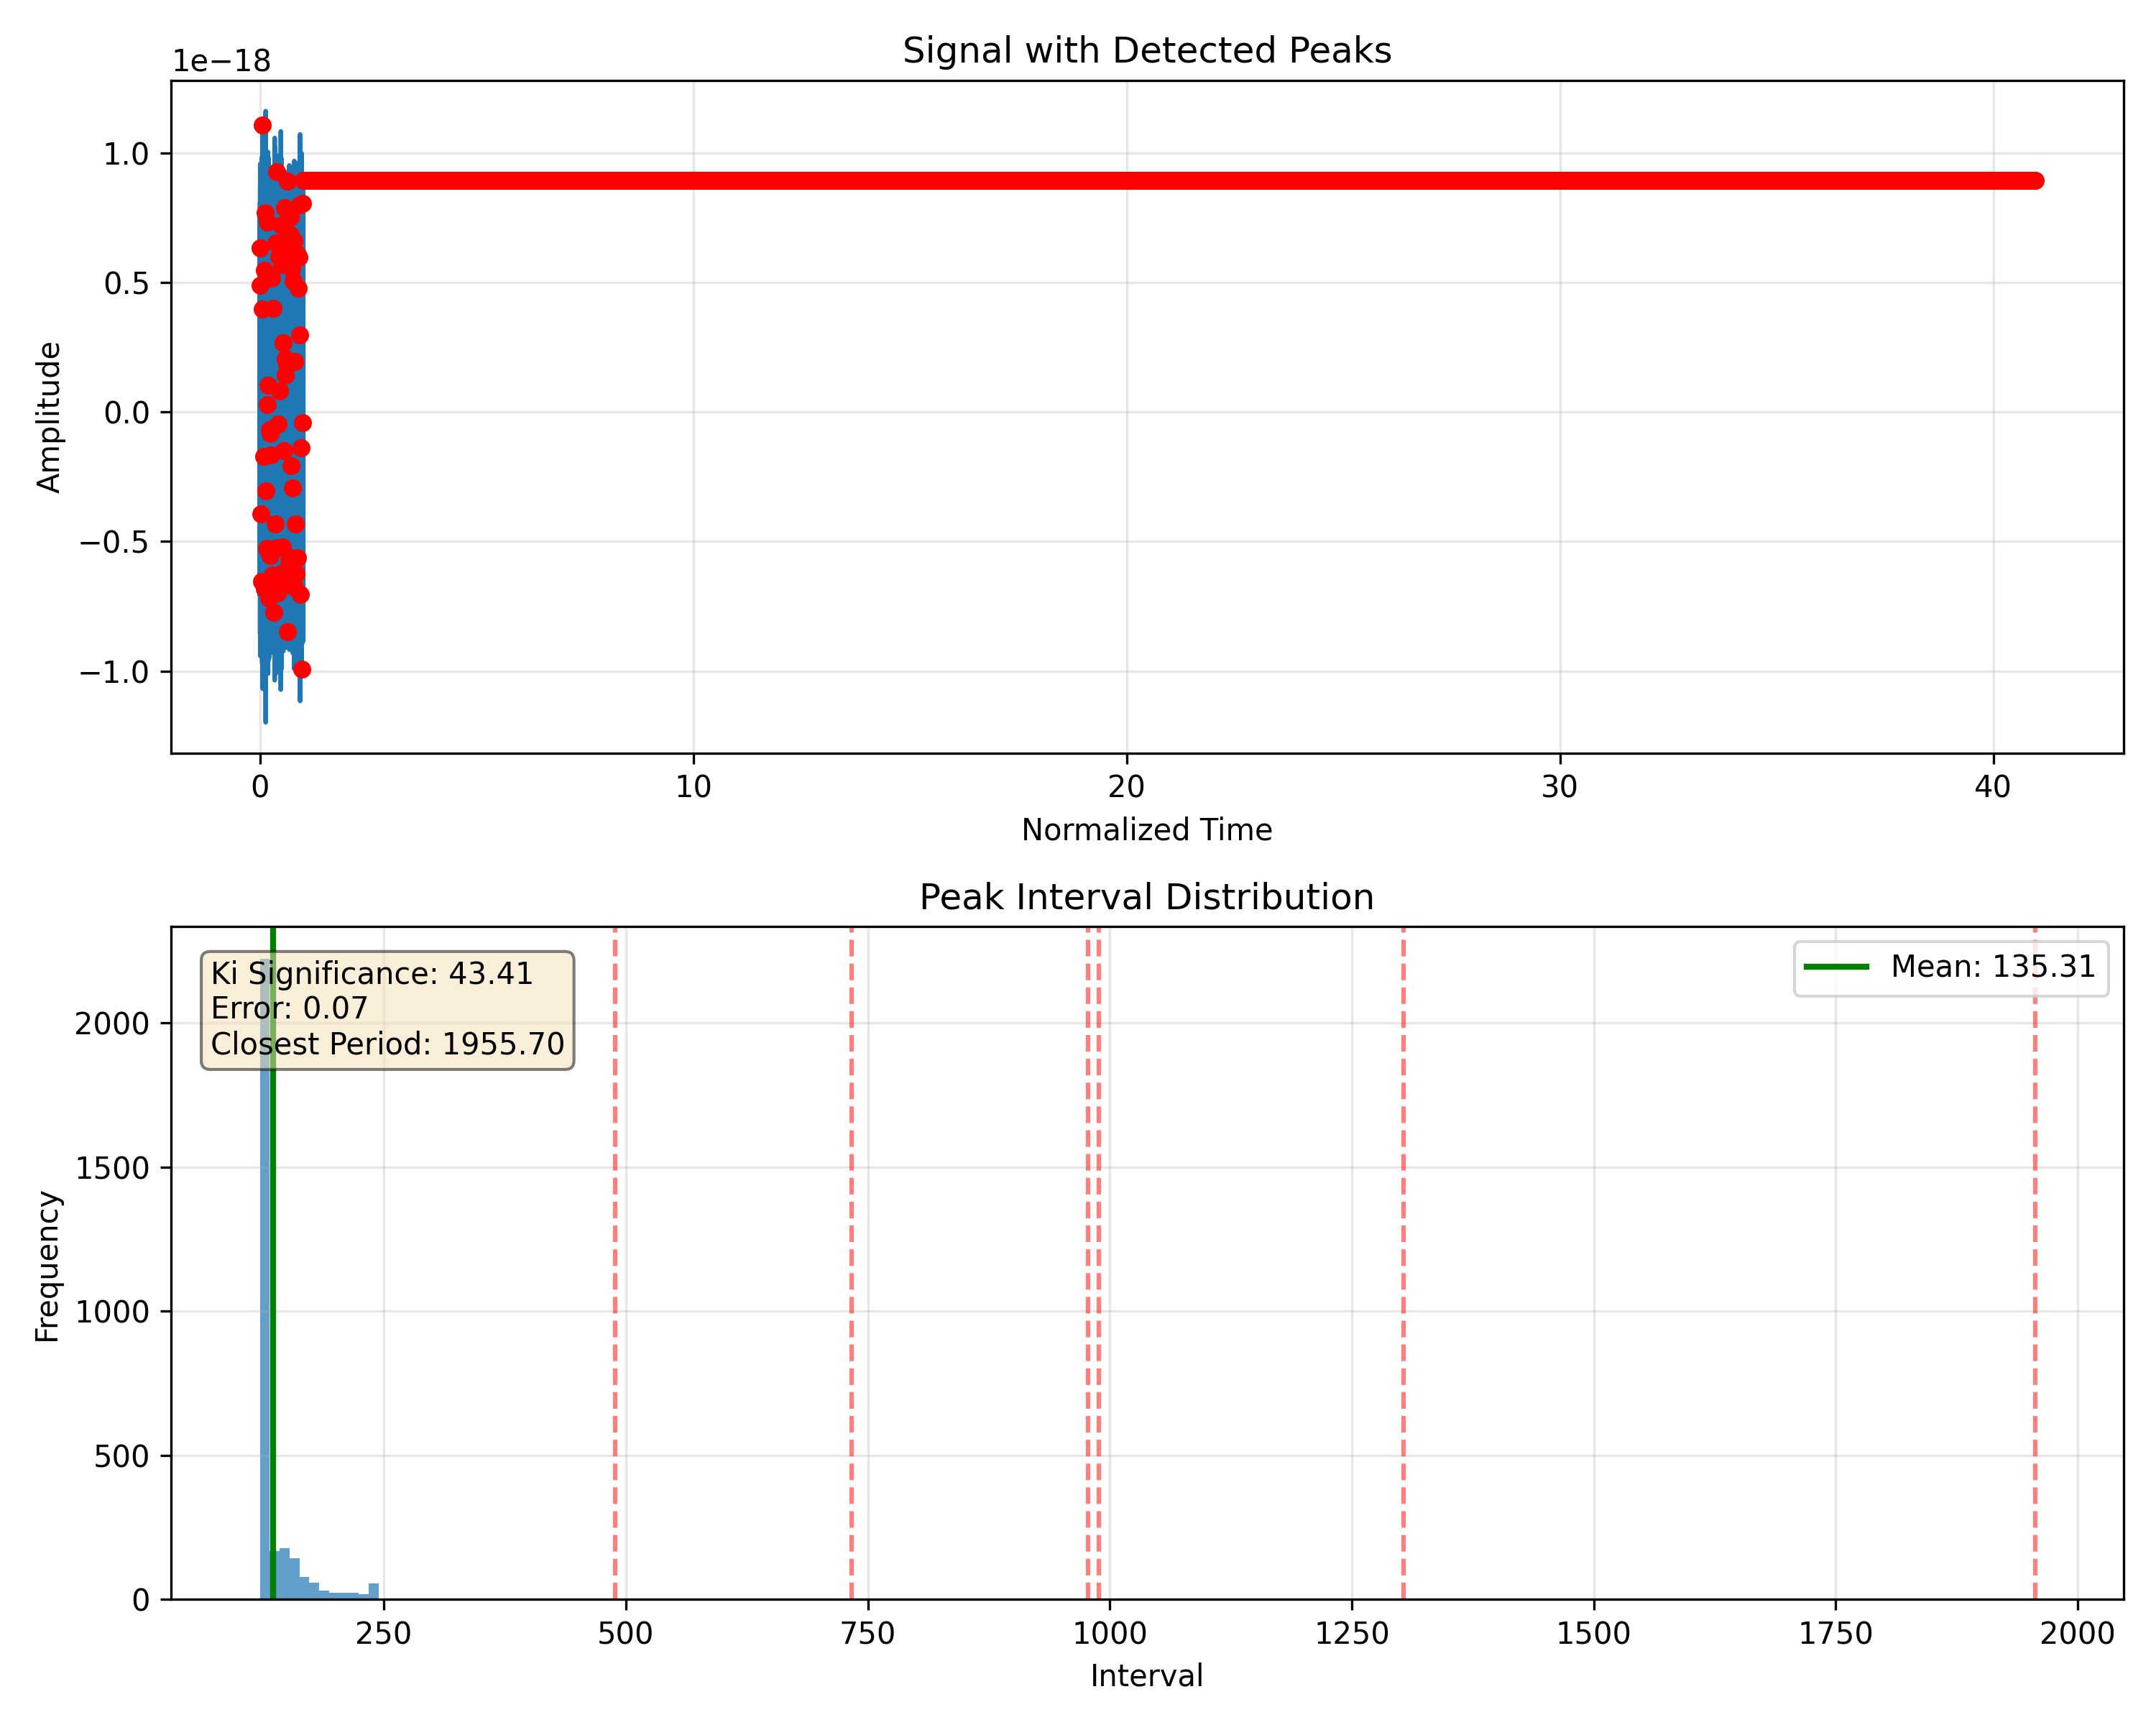 Signal with Detected Peaks
1e−18
1.0
0.5
0.0
−0.5
−1.0
Amplitude
0 10 20 30 40
Normalized Time
Peak Interval Distribution
Ki Significance: 43.41
Error: 0.07
Closest Period: 1955.70
Mean: 135.31
2000
1500
1000
500
0
Frequency
250 500 750 1000 1250 1500 1750 2000
Interval